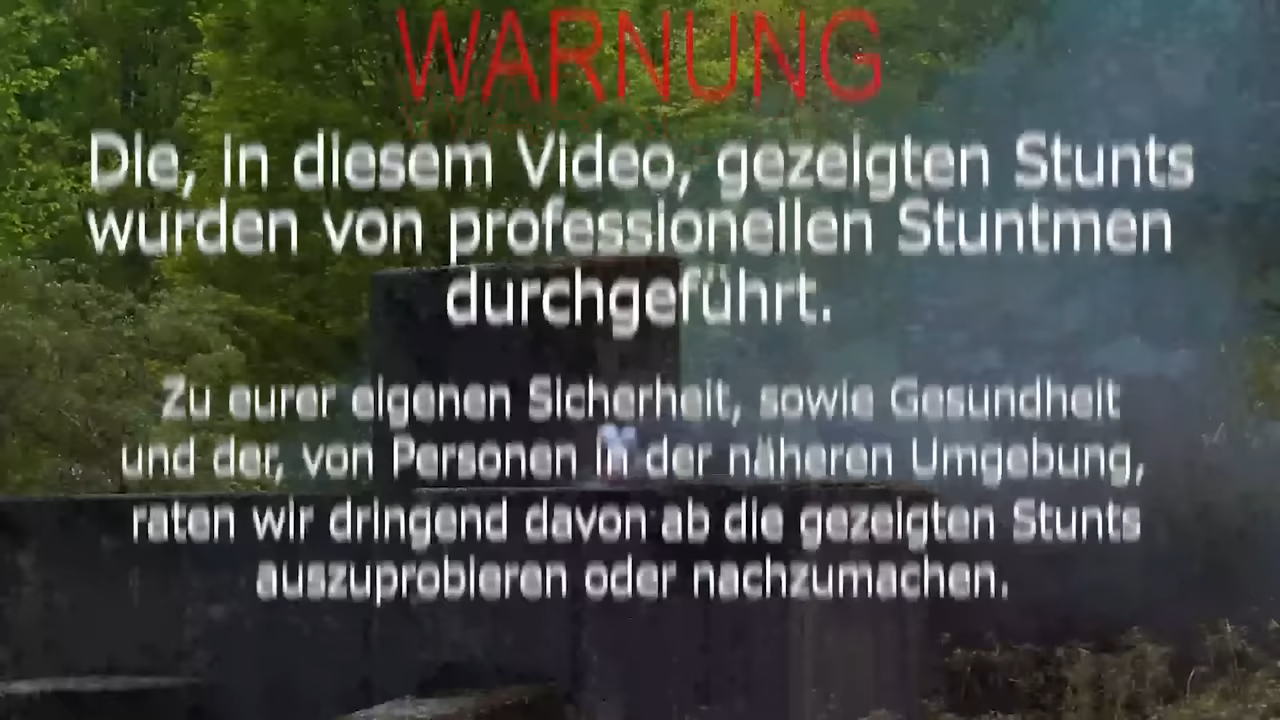 WARNUNG
Die, in diesem Video, gezeigten Stunts
wurden von professionellen Stuntmen
durchgeführt.
Zu eurer eigenen Sicherheit, sowie Gesundheit
und der, von Personen in der näheren Umgebung,
raten wir dringend davon ab die gezeigten Stunts
auszuprobieren oder nachzumachen.